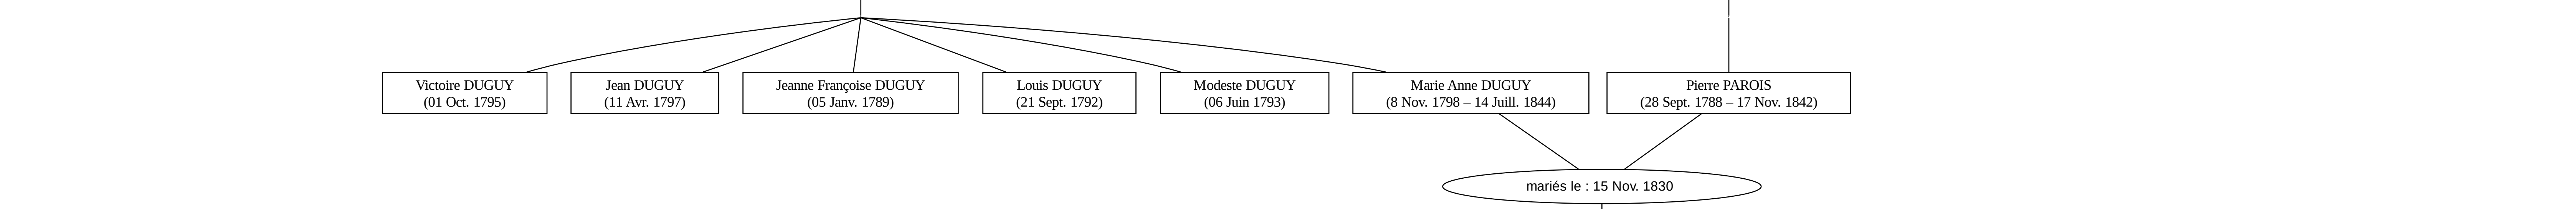 Victoire DUGUY
(01 Oct. 1795)
Jean DUGUY
(11 Avr. 1797)
Jeanne Françoise DUGUY
(05 Janv. 1789)
Louis DUGUY
(21 Sept. 1792)
Modeste DUGUY
(06 Juin 1793)
Marie Anne DUGUY
(8 Nov. 1798 – 14 Juill. 1844)
Pierre PAROIS
(28 Sept. 1788 – 17 Nov. 1842)
mariés le : 15 Nov. 1830